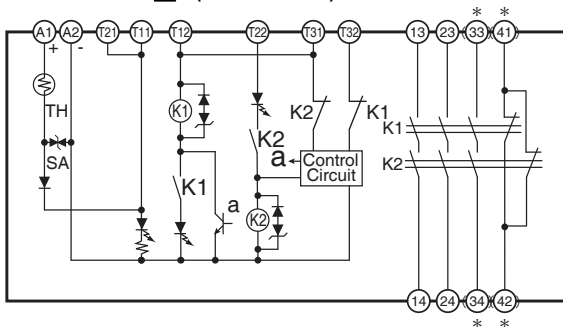 * *
A1 A2 T21 T11 T12 T22 T31 T32 13 23 (33) (41)
+ -
TH
K1
K2 K1
K1
K2
a
Control
Circuit
SA
K2
K1
a
K2
14 24 (34) (42)
* *